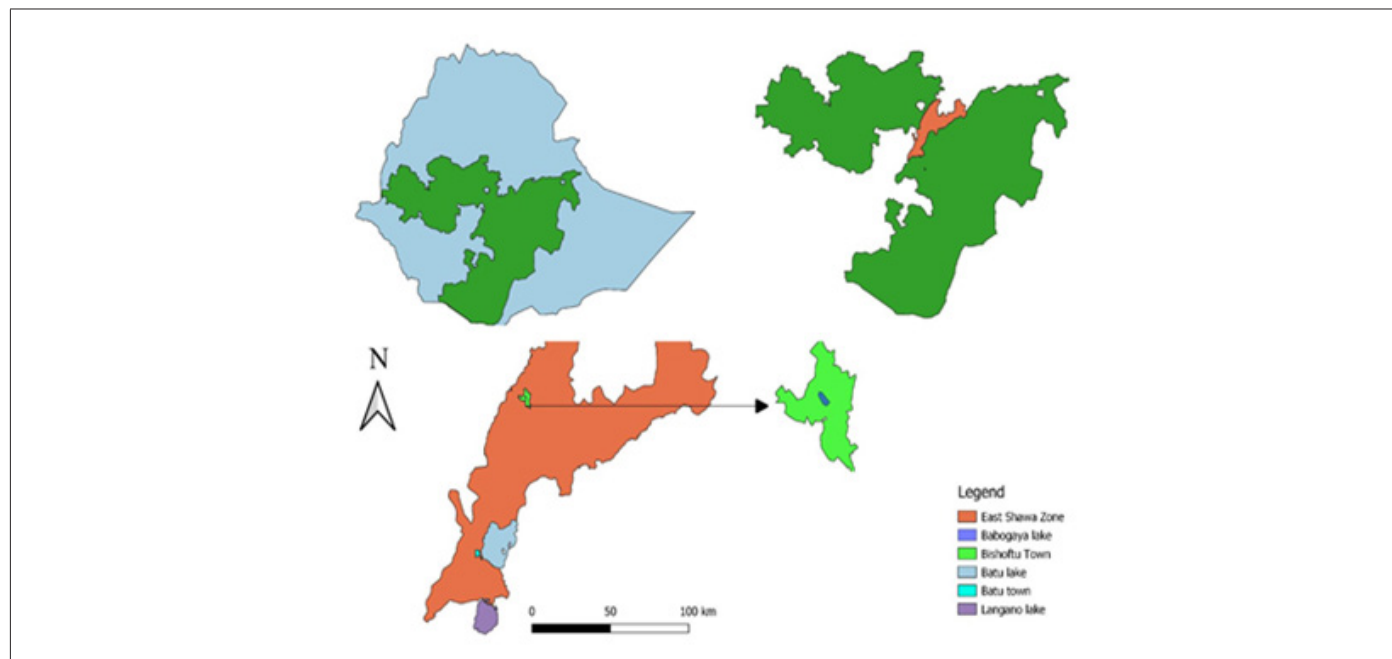 N
0 50 100 km
Legend
East Shawa Zone
Babogaya lake
Bishoftu Town
Batu lake
Batu town
Langano lake